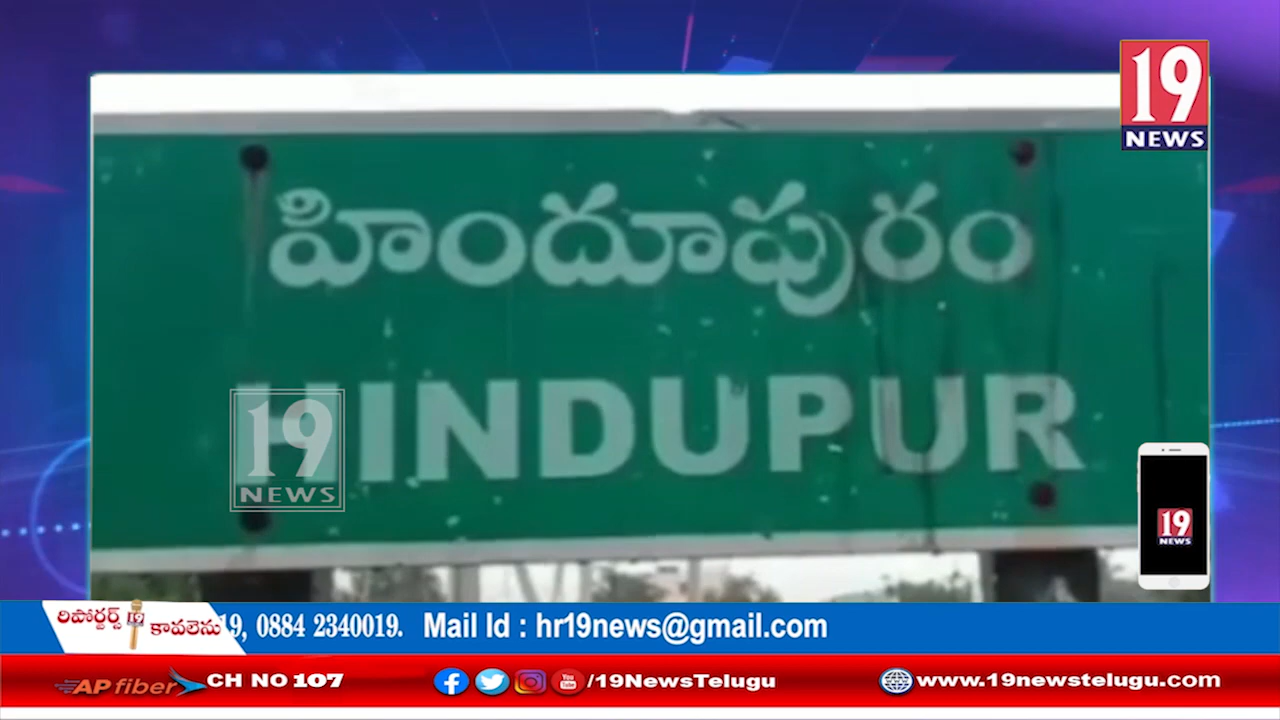 19
NEWS
హిందూపురం
HINDUPUR
19
NEWS
19
NEWS
రిపోర్టర్స్ 19 కావలెను
19, 0884 2340019. Mail Id : hr19news@gmail.com
AP fiber CH NO 107
/19NewsTelugu
www.19newstelugu.com